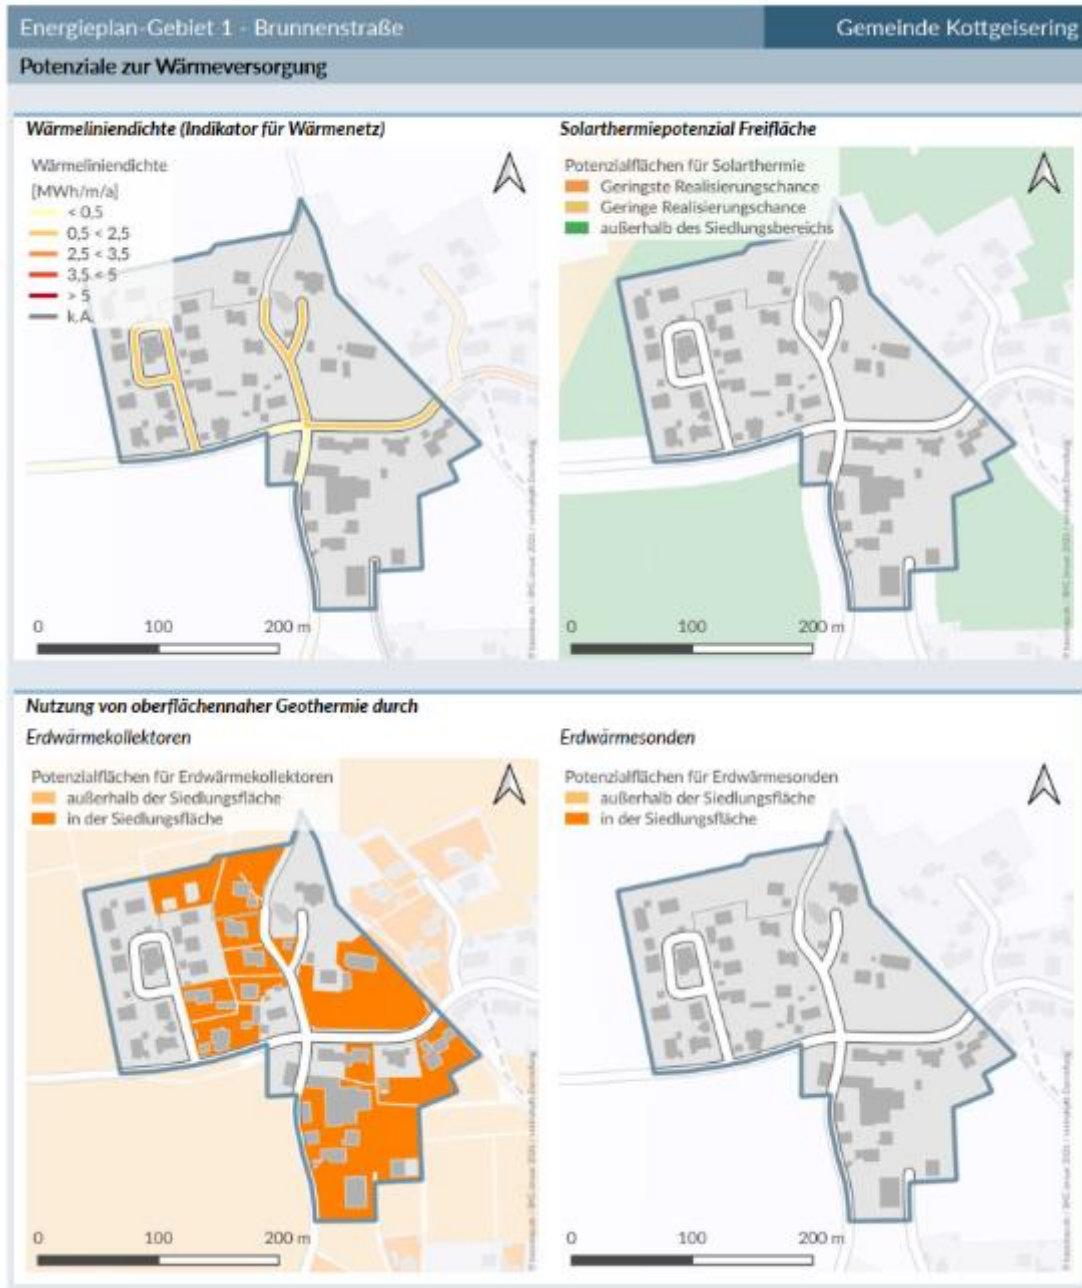 Energieplan-Gebiet 1 - Brunnenstraße
Gemeinde Kottgeisering
Potenziale zur Wärmeversorgung
Wärmeliniendichte (Indikator für Wärmenetz)
Wärmeliniendichte
[MWh/m/a]
< 0,5
0,5 < 2,5
2,5 < 3,5
3,5 < 5
> 5
k.A.
0 100 200 m
Solarthermiepotenzial Freifläche
Potenzialflächen für Solarthermie
Geringste Realisierungschance
Geringe Realisierungschance
außerhalb des Siedlungsbereichs
0 100 200 m
Nutzung von oberflächennaher Geothermie durch
Erdwärmekollektoren
Potenzialflächen für Erdwärmekollektoren
außerhalb der Siedlungsfläche
in der Siedlungsfläche
0 100 200 m
Erdwärmesonden
Potenzialflächen für Erdwärmesonden
außerhalb der Siedlungsfläche
in der Siedlungsfläche
0 100 200 m